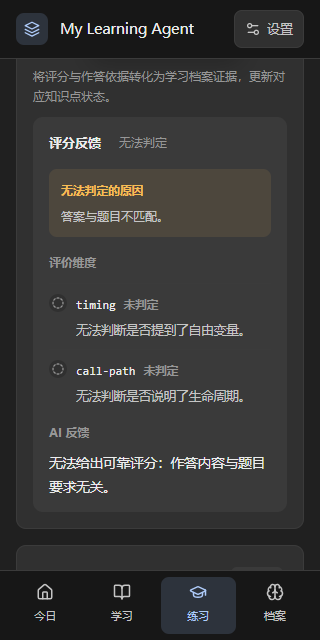 My Learning Agent
设置
将评分与作答依据转化为学习档案证据，更新对
应知识点状态。
评分反馈 无法判定
无法判定的原因
答案与题目不匹配。
评价维度
timing 未判定
无法判断是否提到了自由变量。
call-path 未判定
无法判断是否说明了生命周期。
AI 反馈
无法给出可靠评分：作答内容与题目
要求无关。
今日
学习
练习
档案